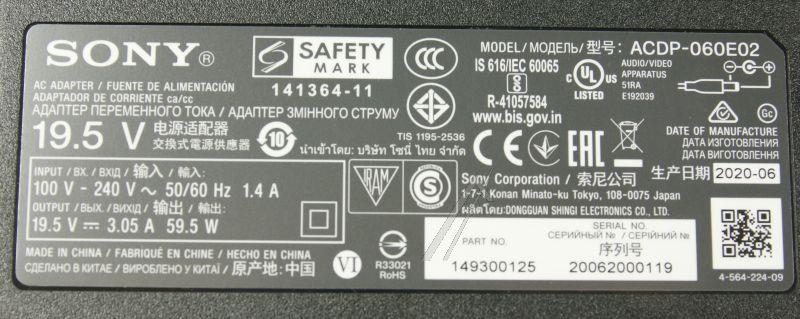 SONY®
AC ADAPTER / FUENTE DE ALIMENTACIÓN
ADAPTADOR DE CORRIENTE ca/cc
АДАПТЕР ПЕРЕМЕННОГО ТОКА / АДАПТЕР ЗМІННОГО СТРУМУ
19.5 V 电源适配器
交換式電源供應器
10
INPUT / ВХ. / ВХІД / 输入 / 輸入:
100 V - 240 V ~ 50/60 Hz 1.4 A
OUTPUT / ВЫХ. / ВИХІД / 输出 / 輸出:
19.5 V 3.05 A 59.5 W
MADE IN CHINA / FABRIQUÉ EN CHINE / HECHO EN CHINA
СДЕЛАНО В КИТАЕ / ВИРОБЛЕНО У КИТАЇ / 原产地: 中国
VI
R33021
RoHS
SAFETY
MARK
141364-11
CCC
TIS 1195-2536
นำเข้าโดย: บริษัท โซนี่ ไทย จำกัด
IRAM
S
MODEL / МОДЕЛЬ / 型号: ACDP-060E02
IS 616/IEC 60065
R-41057584
www.bis.gov.in
c UL US
LISTED
AUDIO/VIDEO
APPARATUS
51RA
E192039
Gc
CE EAC
DATE OF MANUFACTURE
ДАТА ИЗГОТОВЛЕНИЯ
ДАТА ВИГОТОВЛЕННЯ
生产日期 2020-06
Sony Corporation / 索尼公司
1-7-1 Konan Minato-ku Tokyo, 108-0075 Japan
ผลิตโดย: DONGGUAN SHINGI ELECTRONICS CO., LTD.
PART NO.
149300125
SERIAL NO.
СЕРИЙНЫЙ № / СЕРІЙНИЙ №
序列号
20062000119
4-564-224-09